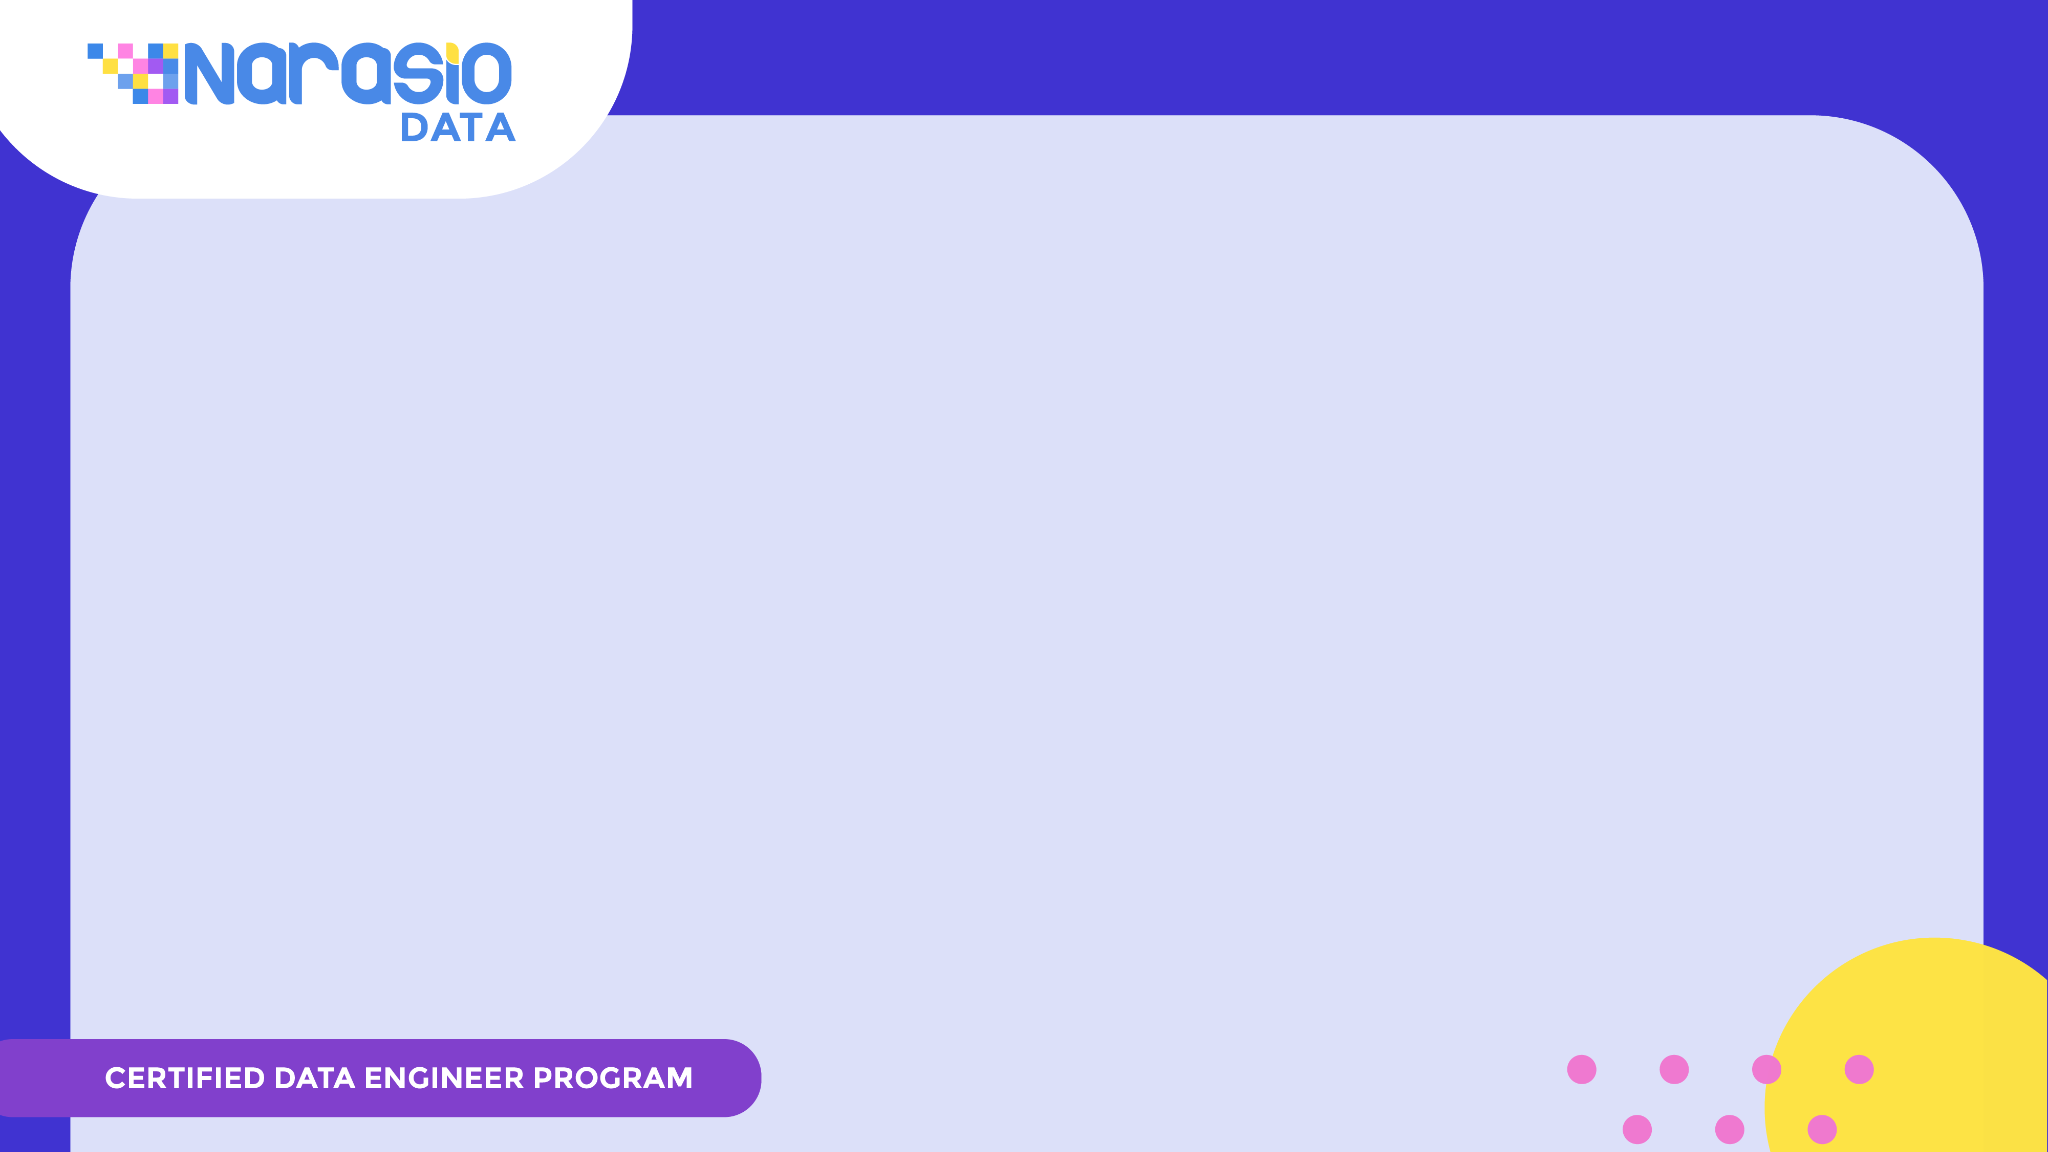 Narasio
DATA
CERTIFIED DATA ENGINEER PROGRAM